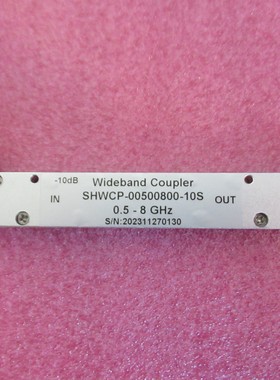 -10dB Wideband Coupler
IN SHWCP-00500800-10S OUT
0.5 - 8 GHz
S/N:202311270130